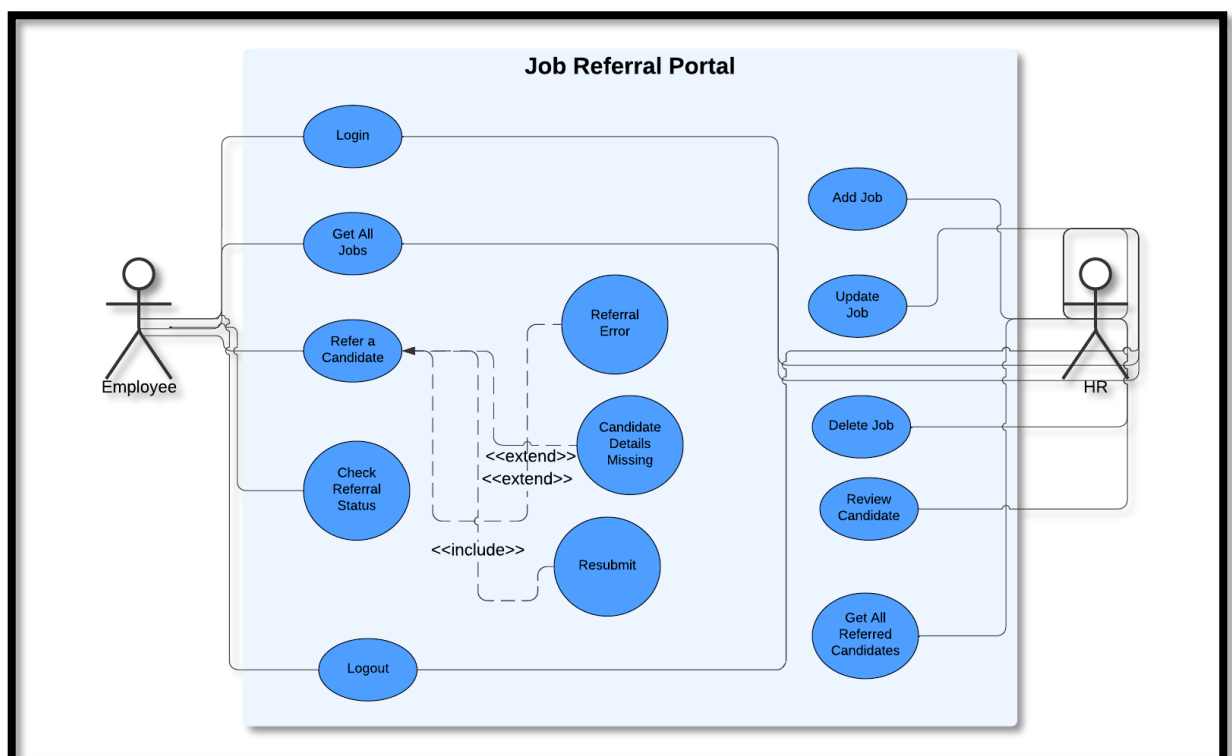 Job Referral Portal
Login
Add Job
Get All
Jobs
Update
Job
Referral
Error
Refer a
Candidate
Employee
HR
Candidate
Details
Missing
Delete Job
<<extend>>
<<extend>>
Check
Referral
Status
Review
Candidate
<<include>>
Resubmit
Get All
Referred
Candidates
Logout